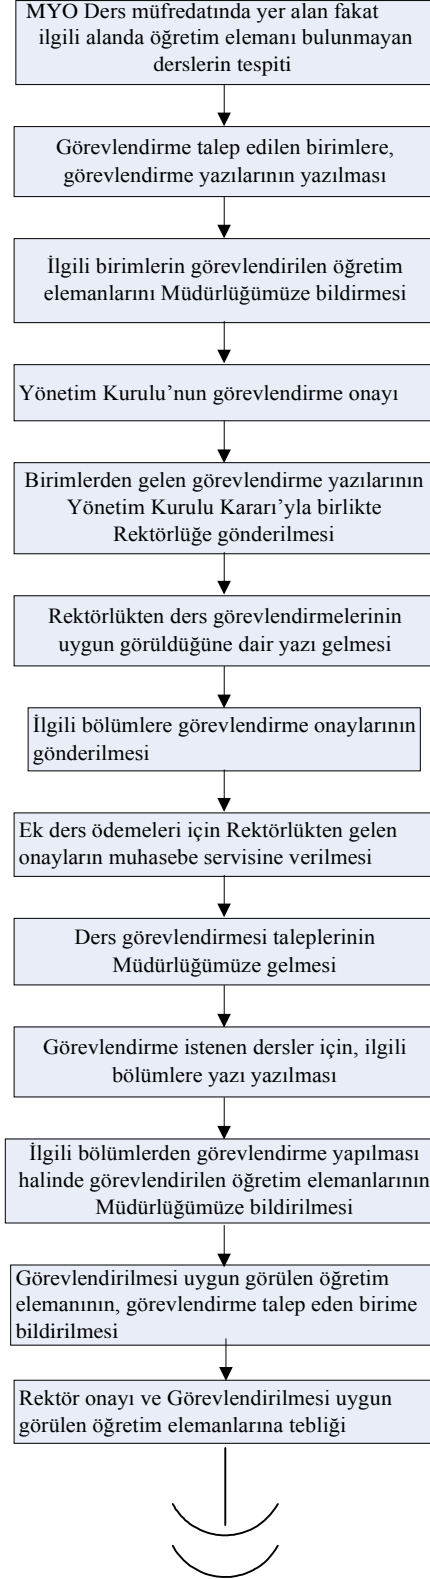 MYO Ders müfredatında yer alan fakat
ilgili alanda öğretim elemanı bulunmayan
derslerin tespiti
Görevlendirme talep edilen birimlere,
görevlendirme yazılarının yazılması
İlgili birimlerin görevlendirilen öğretim
elemanlarını Müdürlüğümüze bildirmesi
Yönetim Kurulu’nun görevlendirme onayı
Birimlerden gelen görevlendirme yazılarının
Yönetim Kurulu Kararı’yla birlikte
Rektörlüğe gönderilmesi
Rektörlükten ders görevlendirmelerinin
uygun görüldüğüne dair yazı gelmesi
İlgili bölümlere görevlendirme onaylarının
gönderilmesi
Ek ders ödemeleri için Rektörlükten gelen
onayların muhasebe servisine verilmesi
Ders görevlendirmesi taleplerinin
Müdürlüğümüze gelmesi
Görevlendirme istenen dersler için, ilgili
bölümlere yazı yazılması
İlgili bölümlerden görevlendirme yapılması
halinde görevlendirilen öğretim elemanlarının
Müdürlüğümüze bildirilmesi
Görevlendirilmesi uygun görülen öğretim
elemanının, görevlendirme talep eden birime
bildirilmesi
Rektör onayı ve Görevlendirilmesi uygun
görülen öğretim elemanlarına tebliği